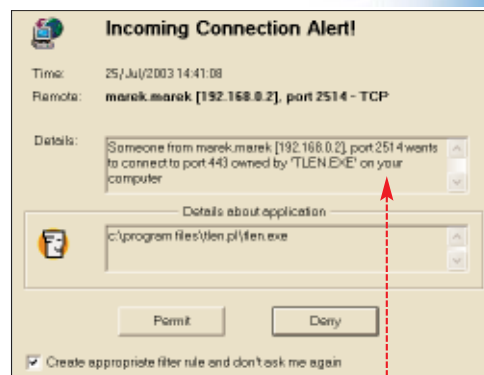 Incoming Connection Alert!
Time: 25/Jul/2003 14:41:08
Remote: marek.marek [192.168.0.2], port 2514 - TCP
Details: Someone from marek.marek [192.168.0.2], port 2514 wants
to connect to port 443 owned by 'TLEN.EXE' on your
computer
Details about application
c:\program files\tlen.pl\tlen.exe
Permit Deny
Create appropriate filter rule and don't ask me again